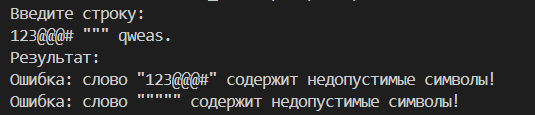 Введите строку:
123@@@# """ qweas.
Результат:
Ошибка: слово "123@@@#" содержит недопустимые символы!
Ошибка: слово """"" содержит недопустимые символы!